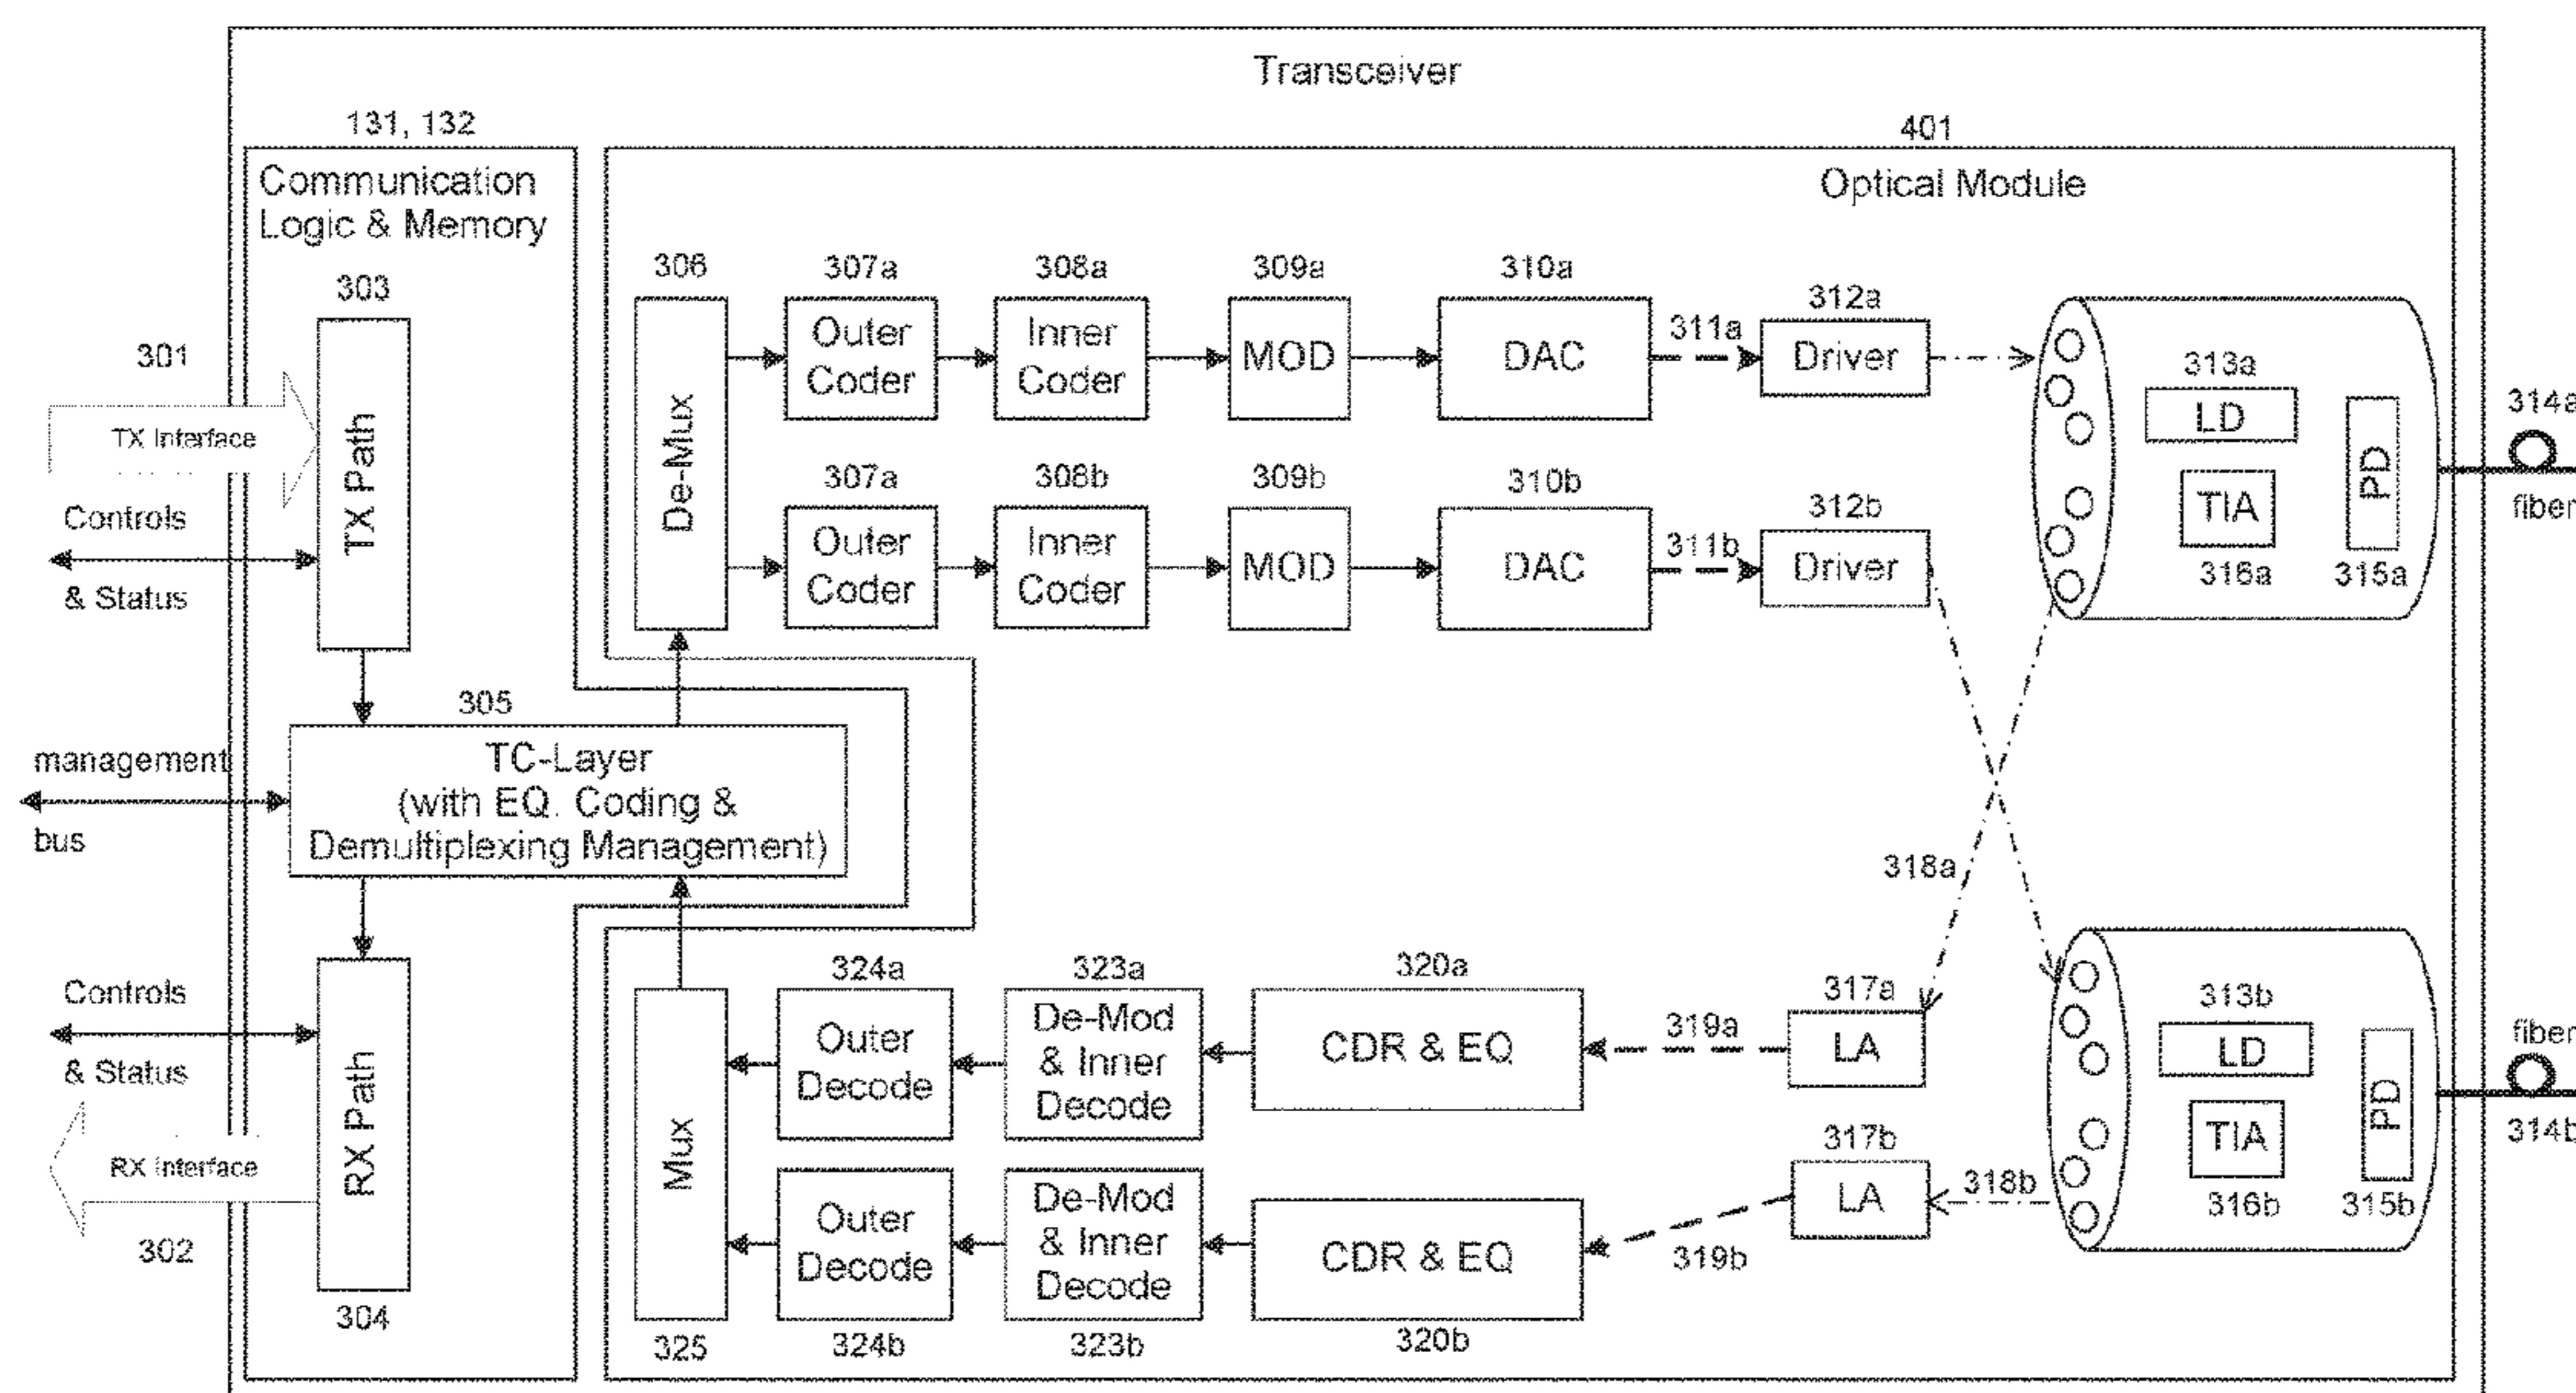 Transceiver
131, 132
401
Communication
Logic & Memory
Optical Module
303
306
307a
308a
309a
310a
311a
312a
301
TX Interface
TX Path
De-Mux
Outer
Coder
Inner
Coder
MOD
DAC
Driver
313a
LD
PD
314a
fiber
Controls
& Status
307a
308b
309b
310b
311b
312b
Outer
Coder
Inner
Coder
MOD
DAC
Driver
TIA
316a
315a
305
management
bus
TC-Layer
(with EQ. Coding &
Demultiplexing Management)
318a
Controls
& Status
RX Path
RX Interface
302
304
Mux
325
324a
323a
320a
319a
317a
Outer
Decode
De-Mod
& Inner
Decode
CDR & EQ
LA
313b
LD
PD
fiber
314b
Outer
Decode
De-Mod
& Inner
Decode
CDR & EQ
317b
LA
318b
319b
TIA
316b
315b
324b
323b
320b